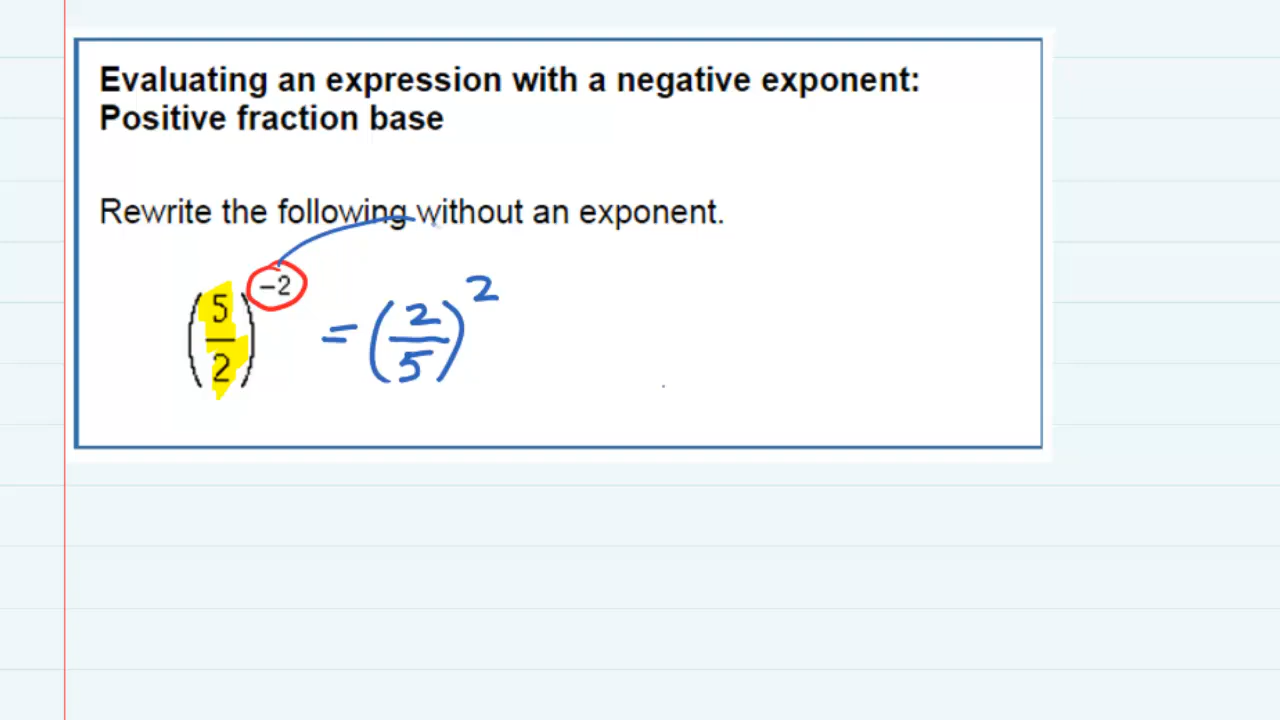 Evaluating an expression with a negative exponent:
Positive fraction base
Rewrite the following without an exponent.
(5/2)^−2 = (2/5)^2